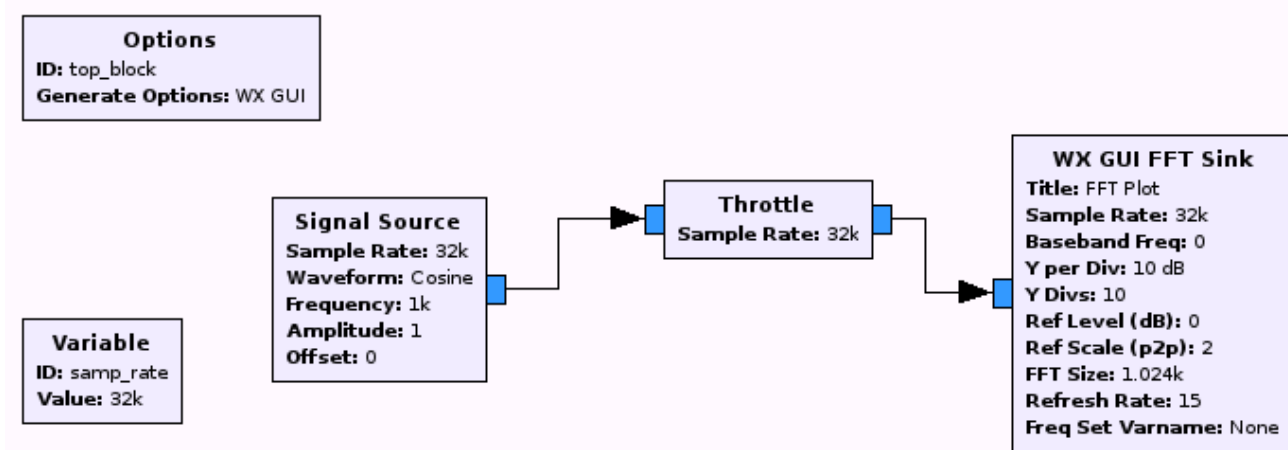 Options
ID: top_block
Generate Options: WX GUI
Signal Source
Sample Rate: 32k
Waveform: Cosine
Frequency: 1k
Amplitude: 1
Offset: 0
Variable
ID: samp_rate
Value: 32k
Throttle
Sample Rate: 32k
WX GUI FFT Sink
Title: FFT Plot
Sample Rate: 32k
Baseband Freq: 0
Y per Div: 10 dB
Y Divs: 10
Ref Level (dB): 0
Ref Scale (p2p): 2
FFT Size: 1.024k
Refresh Rate: 15
Freq Set Varname: None